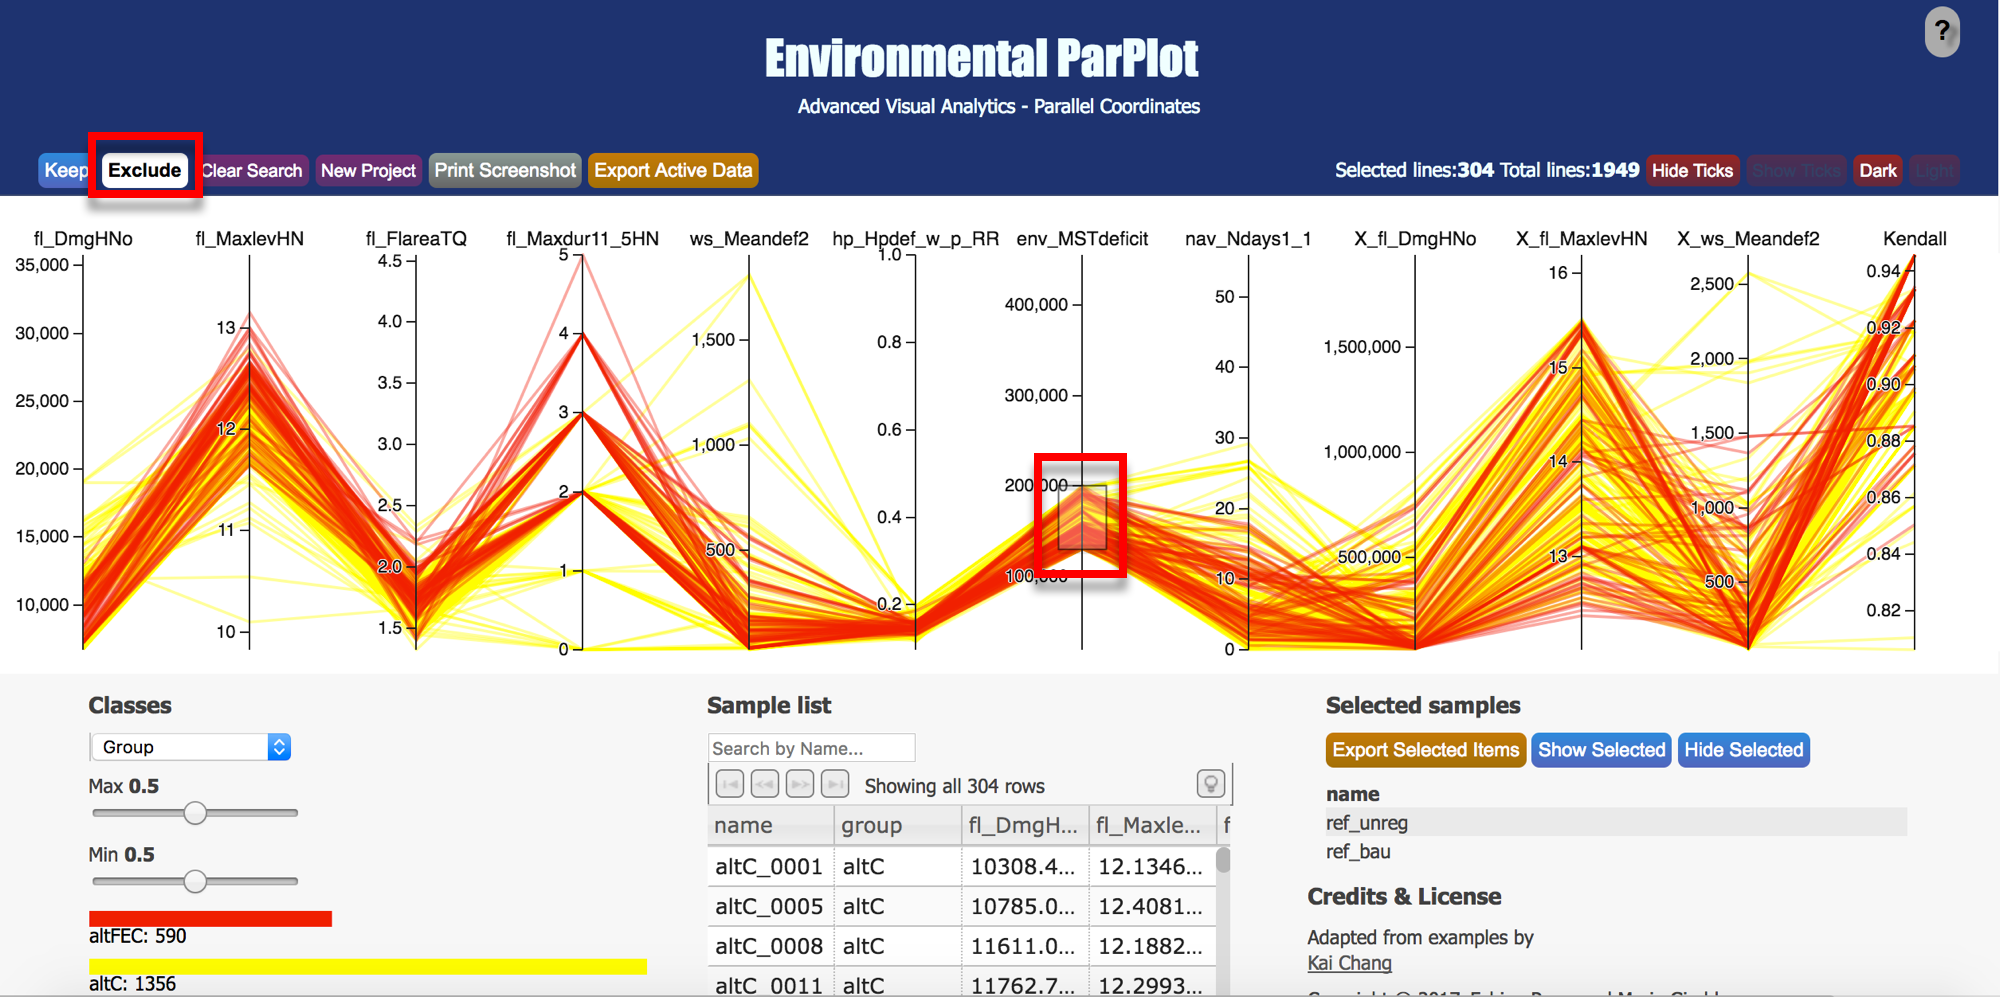 ?
Environmental ParPlot
Advanced Visual Analytics - Parallel Coordinates
Keep Exclude Clear Search New Project Print Screenshot Export Active Data Selected lines:304 Total lines:1949 Hide Ticks Show Ticks Dark Light
fl_DmgHNo fl_MaxlevHN fl_FlareaTQ fl_Maxdur11_5HN ws_Meandef2 hp_Hpdef_w_p_RR env_MSTdeficit nav_Ndays1_1 X_fl_DmgHNo X_fl_MaxlevHN X_ws_Meandef2 Kendall
35,000
30,000
25,000
20,000
15,000
10,000
13
12
11
10
4.5
4.0
3.5
3.0
2.5
2.0
1.5
5
4
3
2
1
0
1,500
1,000
500
1.0
0.8
0.6
0.4
0.2
400,000
300,000
200,000
100,000
50
40
30
20
10
0
1,500,000
1,000,000
500,000
16
15
14
13
2,500
2,000
1,500
1,000
500
0.94
0.92
0.90
0.88
0.86
0.84
0.82
Classes
Group
Max 0.5
Min 0.5
altFEC: 590
altC: 1356
Sample list
Search by Name...
Showing all 304 rows
name group fl_DmgH... fl_Maxle... f
altC_0001 altC 10308.4... 12.1346...
altC_0005 altC 10785.0... 12.4081...
altC_0008 altC 11611.0... 12.1882...
altC_0011 altC 11762.7... 12.2993...
Selected samples
Export Selected Items Show Selected Hide Selected
name
ref_unreg
ref_bau
Credits & License
Adapted from examples by
Kai Chang